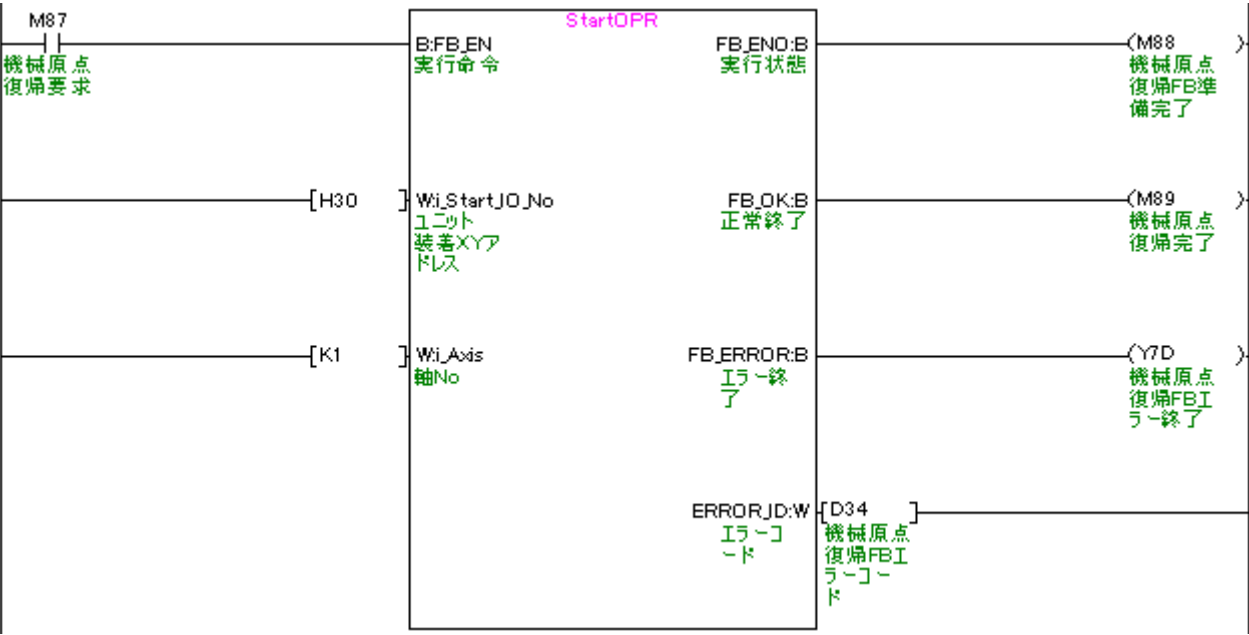 StartOPR
M87
機械原点
復帰要求
B:FB_EN
実行命令
FB_ENO:B
実行状態
(M88 )
機械原点
復帰FB準
備完了
[H30 ]
W:i_Start_IO_No
ユニット
装着XYア
ドレス
FB_OK:B
正常終了
(M89 )
機械原点
復帰完了
[K1 ]
W:i_Axis
軸No
FB_ERROR:B
エラー終
了
(Y7D )
機械原点
復帰FBエ
ラー終了
ERROR_ID:W
エラーコ
ード
[D34 ]
機械原点
復帰FBエ
ラーコー
ド